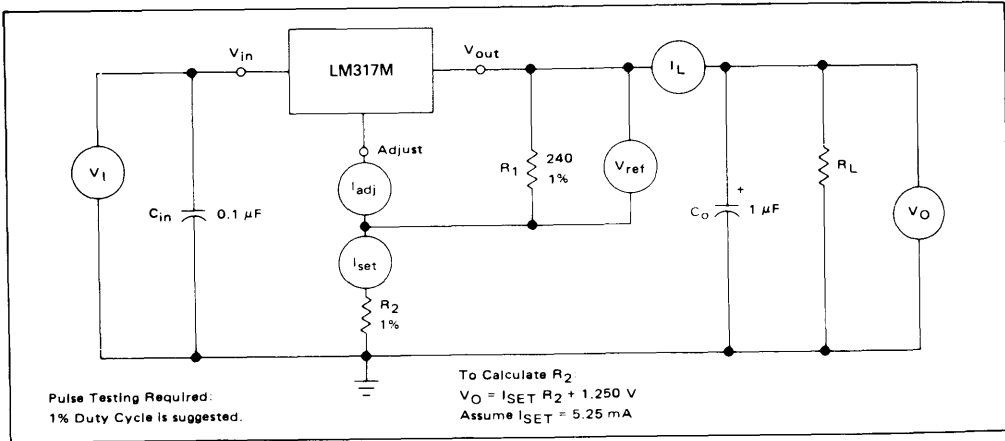 Vin
LM317M
Vout
IL
Adjust
VI
Cin
0.1 µF
Iadj
Iset
R2
1%
R1
240
1%
Vref
+
Co
1 µF
RL
VO
Pulse Testing Required:
1% Duty Cycle is suggested.
To Calculate R2:
VO = ISET R2 + 1.250 V
Assume ISET = 5.25 mA